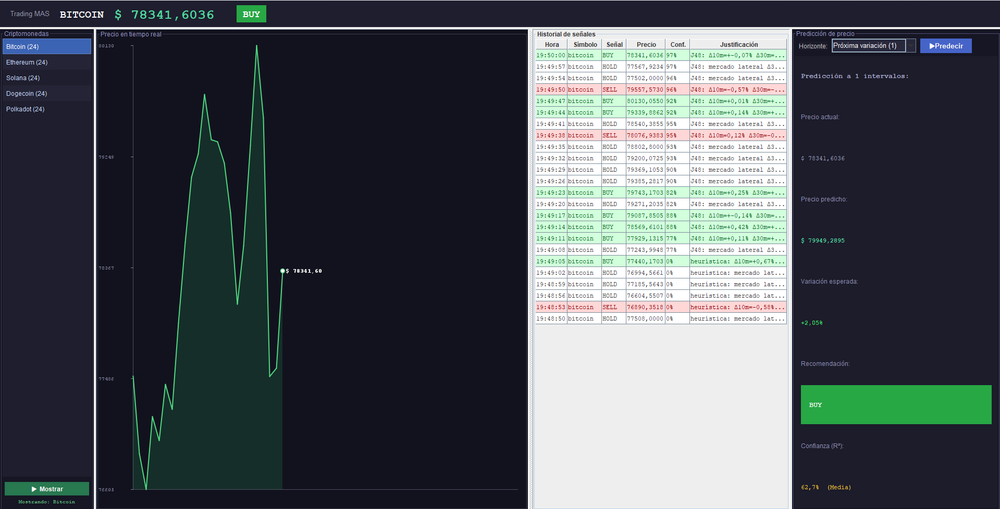 Trading MAS BITCOIN $ 78341,6036 BUY
Criptomonedas
Bitcoin (24)
Ethereum (24)
Solana (24)
Dogecoin (24)
Polkadot (24)
▶ Mostrar
Mostrando: Bitcoin
Precio en tiempo real
80130
79249
78367
77486
76605
$ 78341,60
Historial de señales
Hora Símbolo Señal Precio Conf. Justificación
19:50:00 bitcoin BUY 78341,6036 97% J48: Δ10m=+-0,07% Δ30m=...
19:49:57 bitcoin HOLD 77567,9234 97% J48: mercado lateral Δ3...
19:49:54 bitcoin HOLD 77502,0000 96% J48: mercado lateral Δ3...
19:49:50 bitcoin SELL 79557,5730 96% J48: Δ10m=-0,57% Δ30m=-...
19:49:47 bitcoin BUY 80130,0550 92% J48: Δ10m=+0,01% Δ30m=+...
19:49:44 bitcoin BUY 79339,8862 92% J48: Δ10m=+0,14% Δ30m=+...
19:49:41 bitcoin HOLD 78540,3855 95% J48: mercado lateral Δ3...
19:49:38 bitcoin SELL 78076,9383 95% J48: Δ10m=0,12% Δ30m=-0...
19:49:35 bitcoin HOLD 78802,8000 93% J48: mercado lateral Δ3...
19:49:32 bitcoin HOLD 79200,0725 93% J48: mercado lateral Δ3...
19:49:29 bitcoin HOLD 79369,1053 90% J48: mercado lateral Δ3...
19:49:26 bitcoin HOLD 79385,2817 90% J48: mercado lateral Δ3...
19:49:23 bitcoin BUY 79743,1703 82% J48: Δ10m=+0,25% Δ30m=+...
19:49:20 bitcoin HOLD 79271,2035 82% J48: mercado lateral Δ3...
19:49:17 bitcoin BUY 79087,8505 88% J48: Δ10m=+-0,14% Δ30m=...
19:49:14 bitcoin BUY 78569,6101 88% J48: Δ10m=+0,42% Δ30m=+...
19:49:11 bitcoin BUY 77929,1315 77% J48: Δ10m=+0,11% Δ30m=+...
19:49:08 bitcoin HOLD 77243,9948 77% J48: mercado lateral Δ3...
19:49:05 bitcoin BUY 77440,1703 0% heurística: Δ10m=+0,67%...
19:49:02 bitcoin HOLD 76994,5661 0% heurística: mercado lat...
19:48:59 bitcoin HOLD 77185,5643 0% heurística: mercado lat...
19:48:56 bitcoin HOLD 76604,5507 0% heurística: mercado lat...
19:48:53 bitcoin SELL 76890,3518 0% heurística: Δ10m=-0,58%...
19:48:50 bitcoin HOLD 77508,0000 0% heurística: mercado lat...
Predicción de precio
Horizonte: Próxima variación (1) ▶Predecir
Predicción a 1 intervalos:
Precio actual:
$ 78341,6036
Precio predicho:
$ 79949,2895
Variación esperada:
+2,05%
Recomendación:
BUY
Confianza (R²):
62,7% (Media)